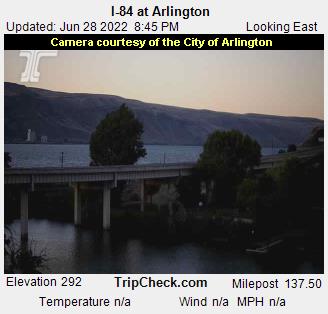 I-84 at Arlington
Updated: Jun 28 2022 8:45 PM Looking East
Camera courtesy of the City of Arlington
Elevation 292 TripCheck.com Milepost 137.50
Temperature n/a Wind n/a MPH n/a